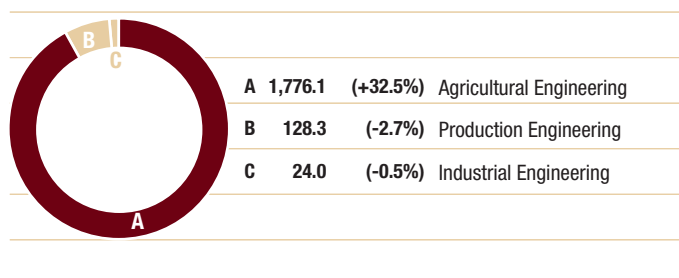 B
C
A 1,776.1 (+32.5%) Agricultural Engineering
B 128.3 (-2.7%) Production Engineering
C 24.0 (-0.5%) Industrial Engineering
A